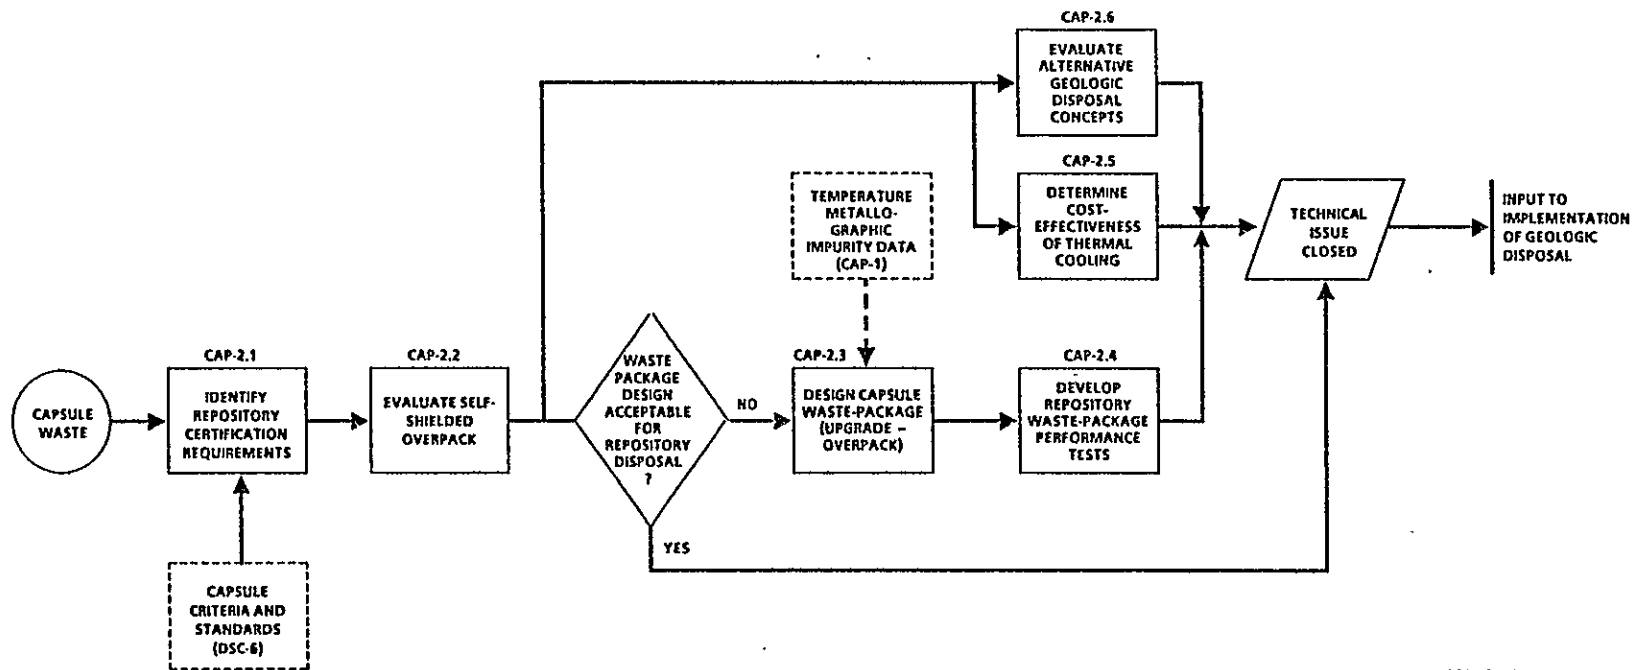 CAP-2.6
EVALUATE
ALTERNATIVE
GEOLOGIC
DISPOSAL
CONCEPTS
CAP-2.5
DETERMINE
COST-
EFFECTIVENESS
OF THERMAL
COOLING
TEMPERATURE
METALLO-
GRAPHIC
IMPURITY DATA
(CAP-1)
TECHNICAL
ISSUE
CLOSED
INPUT TO
IMPLEMENTATION
OF GEOLOGIC
DISPOSAL
CAPSULE
WASTE
CAP-2.1
IDENTIFY
REPOSITORY
CERTIFICATION
REQUIREMENTS
CAP-2.2
EVALUATE SELF-
SHIELDED
OVERPACK
WASTE
PACKAGE
DESIGN
ACCEPTABLE
FOR
REPOSITORY
DISPOSAL
?
NO
CAP-2.3
DESIGN CAPSULE
WASTE-PACKAGE
(UPGRADE –
OVERPACK)
CAP-2.4
DEVELOP
REPOSITORY
WASTE-PACKAGE
PERFORMANCE
TESTS
YES
CAPSULE
CRITERIA AND
STANDARDS
(DSC-6)